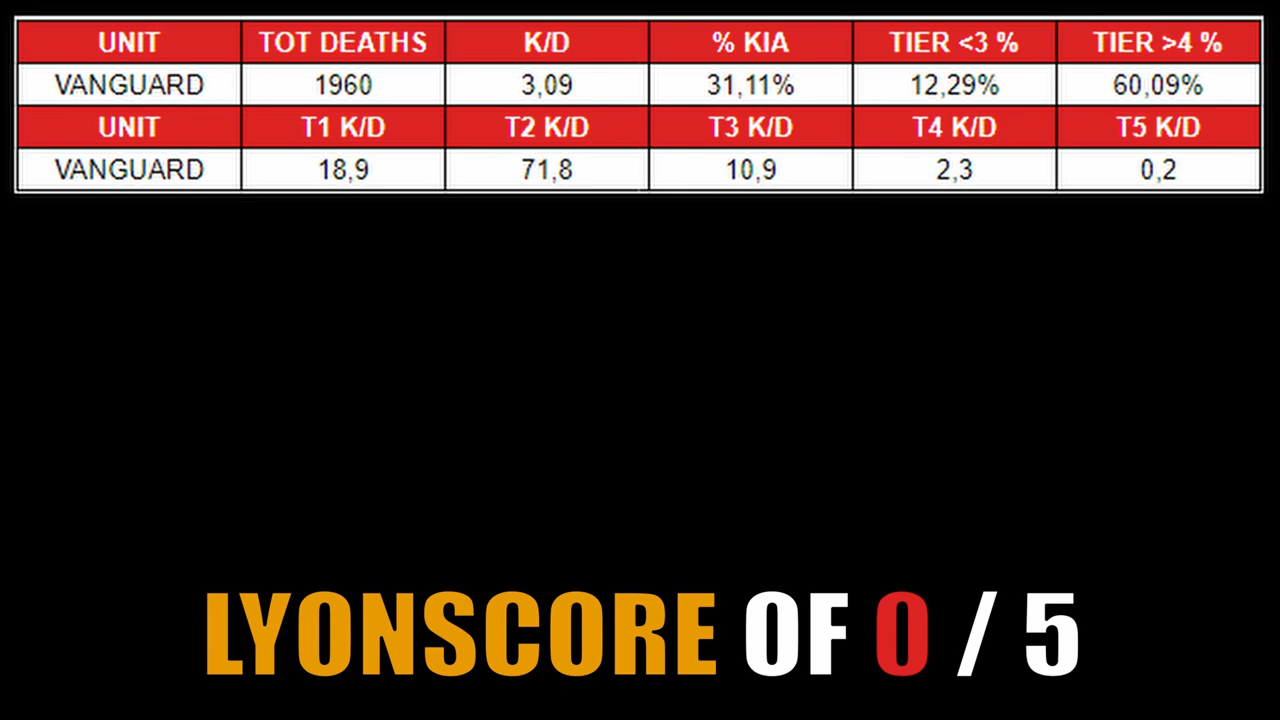 UNIT TOT DEATHS K/D % KIA TIER <3 % TIER >4 %
VANGUARD 1960 3,09 31,11% 12,29% 60,09%
UNIT T1 K/D T2 K/D T3 K/D T4 K/D T5 K/D
VANGUARD 18,9 71,8 10,9 2,3 0,2
LYONSCORE OF 0 / 5